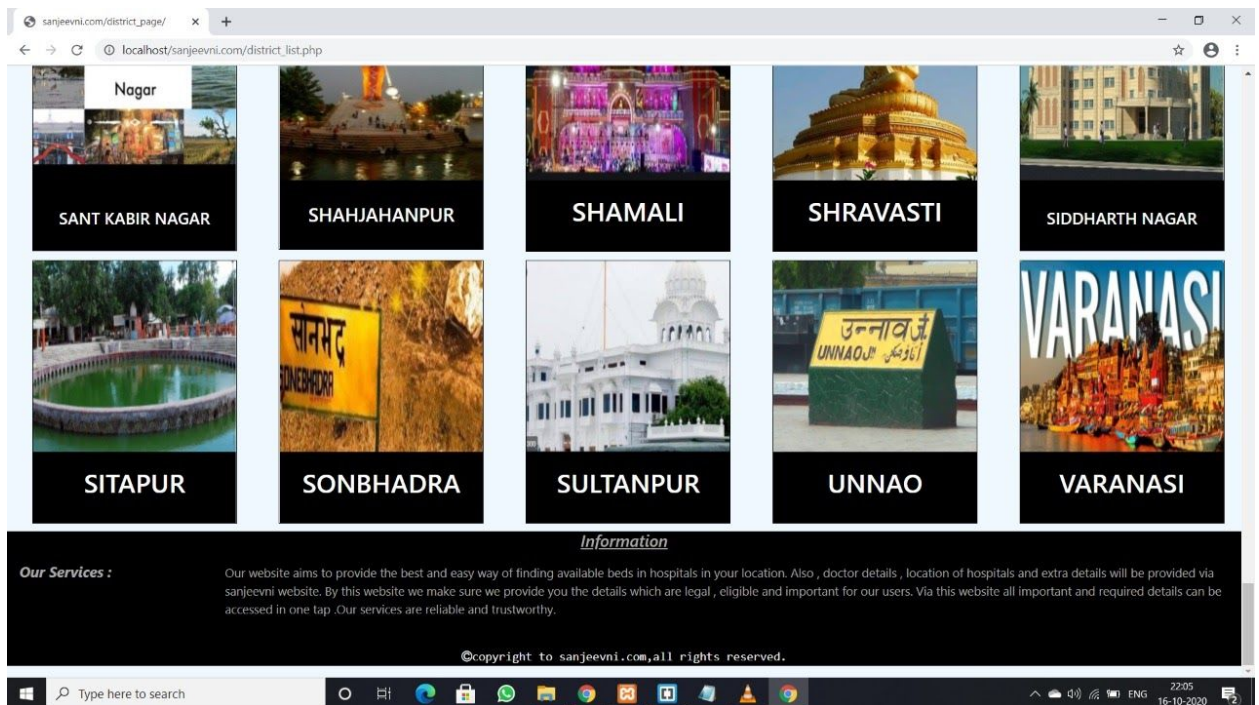 sanjeevni.com/district_page/
localhost/sanjeevni.com/district_list.php
Nagar
SANT KABIR NAGAR
SHAHJAHANPUR
SHAMALI
SHRAVASTI
SIDDHARTH NAGAR
सोनभद्र
SONEBHADRA
उन्नाव जं.
UNNAO J.
VARANASI
SITAPUR
SONBHADRA
SULTANPUR
UNNAO
VARANASI
Information
Our Services :
Our website aims to provide the best and easy way of finding available beds in hospitals in your location. Also , doctor details , location of hospitals and extra details will be provided via
sanjeevni website. By this website we make sure we provide you the details which are legal , eligible and important for our users. Via this website all important and required details can be
accessed in one tap .Our services are reliable and trustworthy.
©copyright to sanjeevni.com,all rights reserved.
Type here to search
ENG
22:05
16-10-2020
2